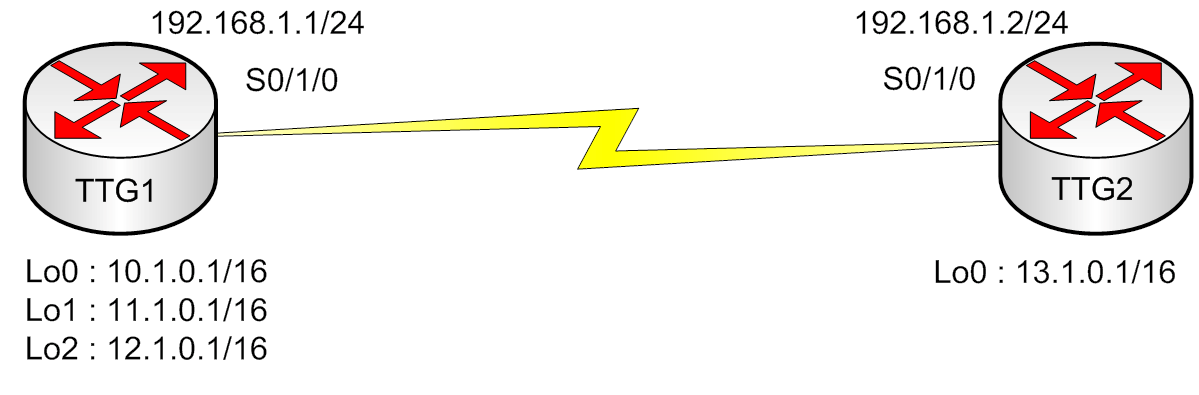 192.168.1.1/24
192.168.1.2/24
S0/1/0
S0/1/0
TTG1
TTG2
Lo0 : 10.1.0.1/16
Lo1 : 11.1.0.1/16
Lo2 : 12.1.0.1/16
Lo0 : 13.1.0.1/16